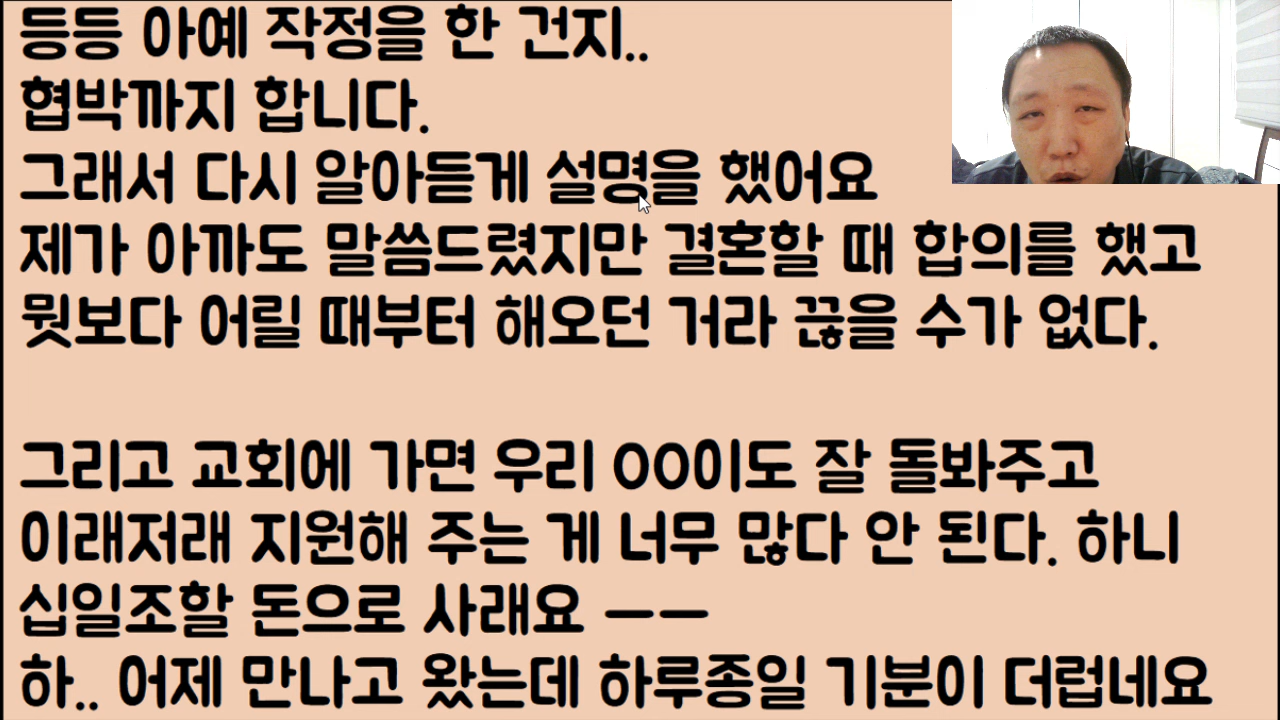 등등 아예 작정을 한 건지..
협박까지 합니다.
그래서 다시 알아듣게 설명을 했어요
제가 아까도 말씀드렸지만 결혼할 때 합의를 했고
뭣보다 어릴 때부터 해오던 거라 끊을 수가 없다.
그리고 교회에 가면 우리 OO이도 잘 돌봐주고
이래저래 지원해 주는 게 너무 많다 안 된다. 하니
십일조할 돈으로 사래요 ㅡㅡ
하.. 어제 만나고 왔는데 하루종일 기분이 더럽네요